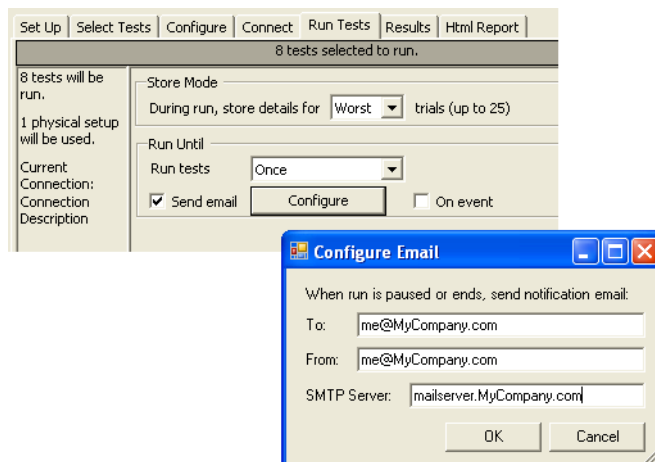 Set Up Select Tests Configure Connect Run Tests Results Html Report
8 tests selected to run.
8 tests will be
run.
1 physical setup
will be used.
Current
Connection:
Connection
Description
Store Mode
During run, store details for Worst trials (up to 25)
Run Until
Run tests Once
Send email Configure On event
Configure Email
When run is paused or ends, send notification email:
To: me@MyCompany.com
From: me@MyCompany.com
SMTP Server: mailserver.MyCompany.com
OK Cancel